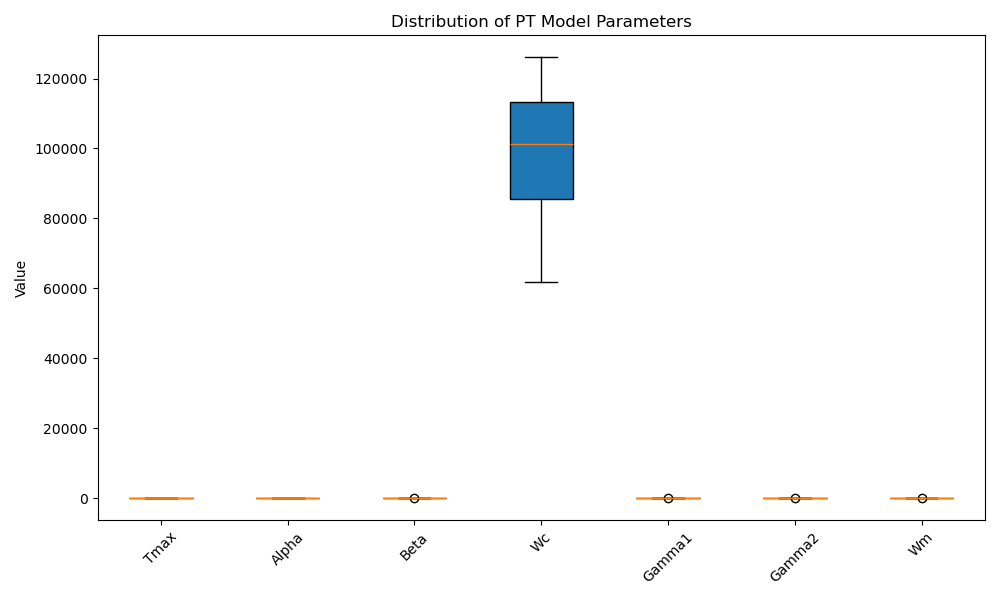 Distribution of PT Model Parameters
Value
120000
100000
80000
60000
40000
20000
0
Tmax
Alpha
Beta
Wc
Gamma1
Gamma2
Wm